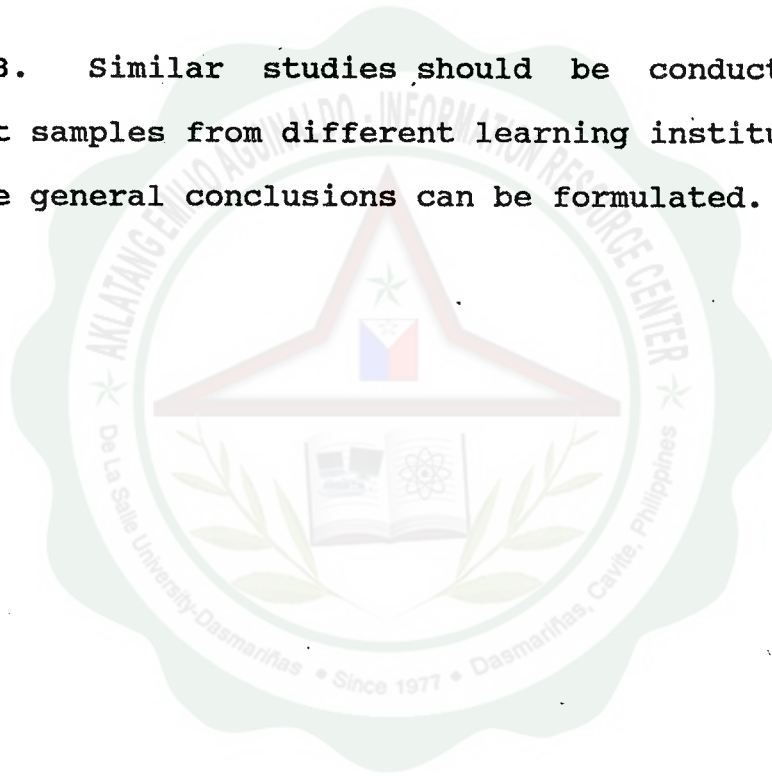 3. Similar studies should be conduct
t samples from different learning institu
e general conclusions can be formulated.
AKLATANG EMILIO AGUINALDO - INFORMATION RESOURCE CENTER
De La Salle University-Dasmariñas • Since 1977 • Dasmariñas, Cavite, Philippines